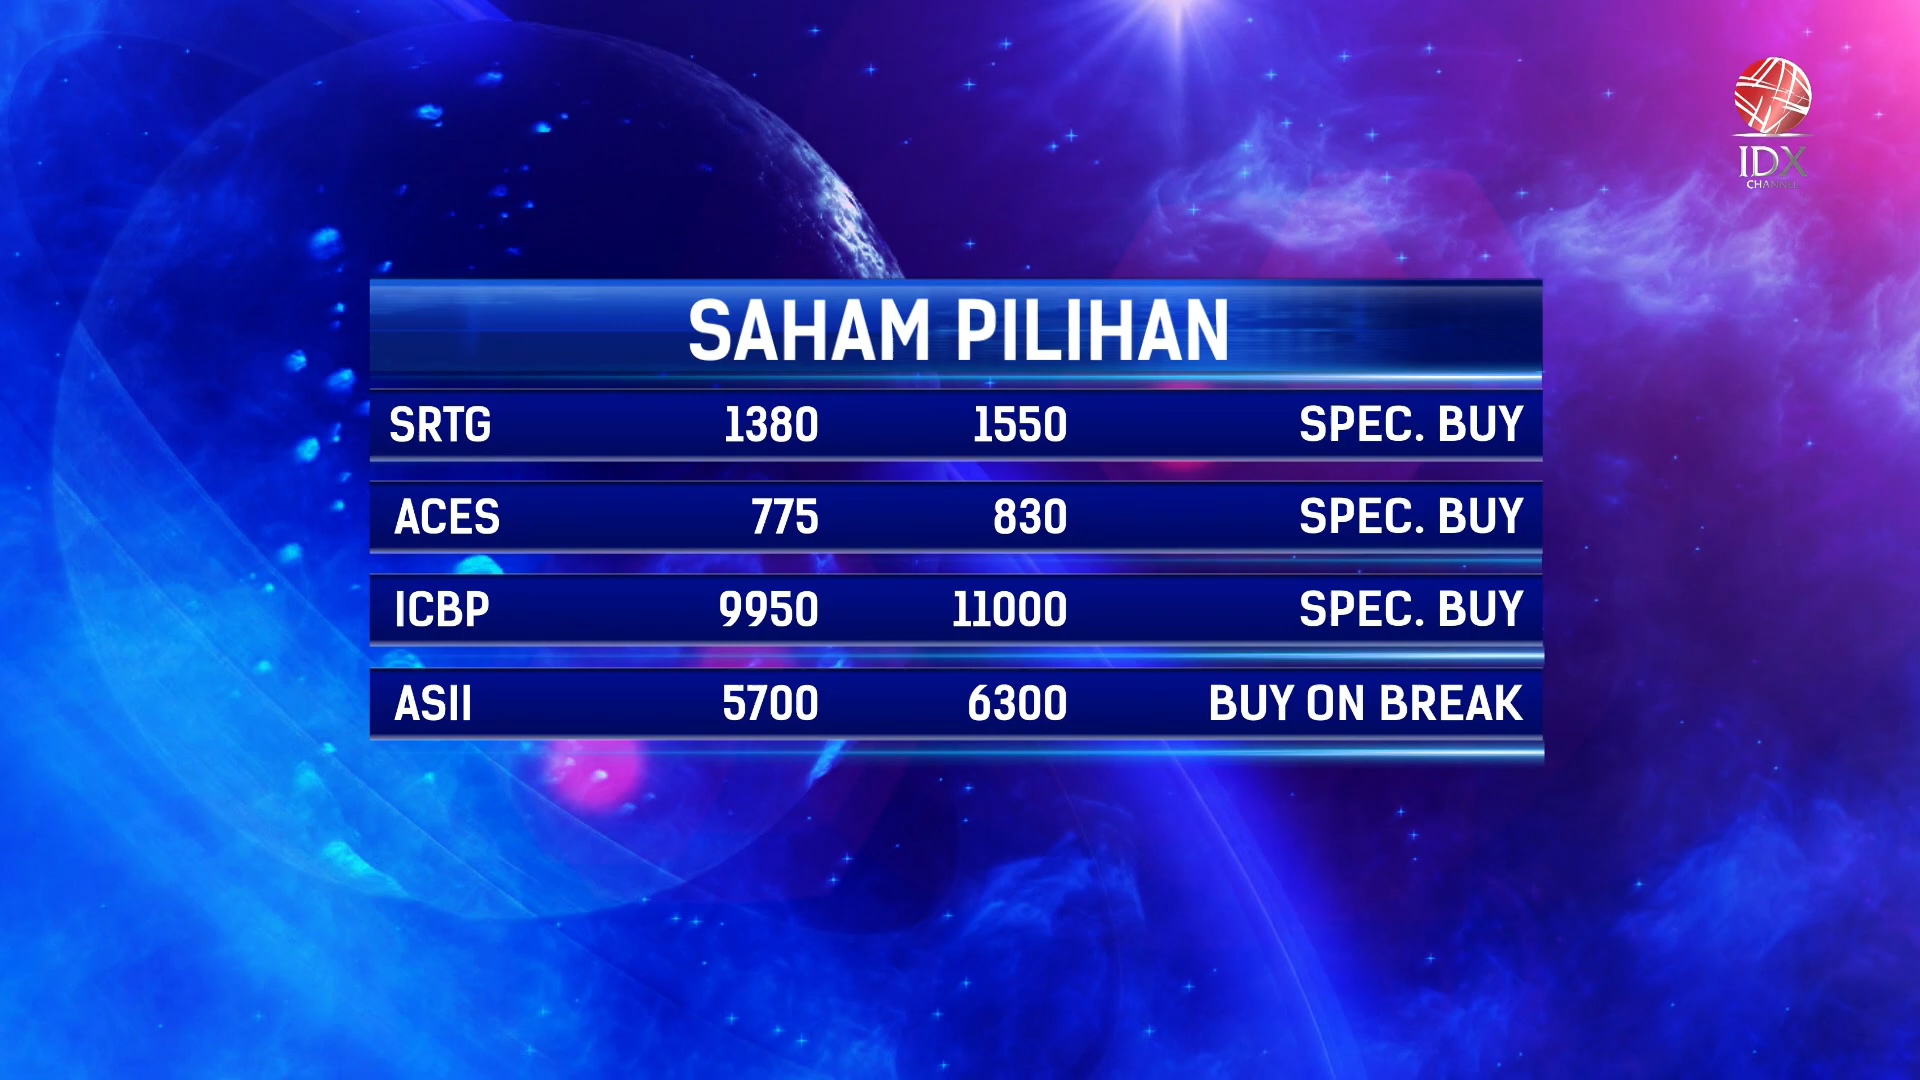 IDX
CHANNEL
SAHAM PILIHAN
SRTG 1380 1550 SPEC. BUY
ACES 775 830 SPEC. BUY
ICBP 9950 11000 SPEC. BUY
ASII 5700 6300 BUY ON BREAK